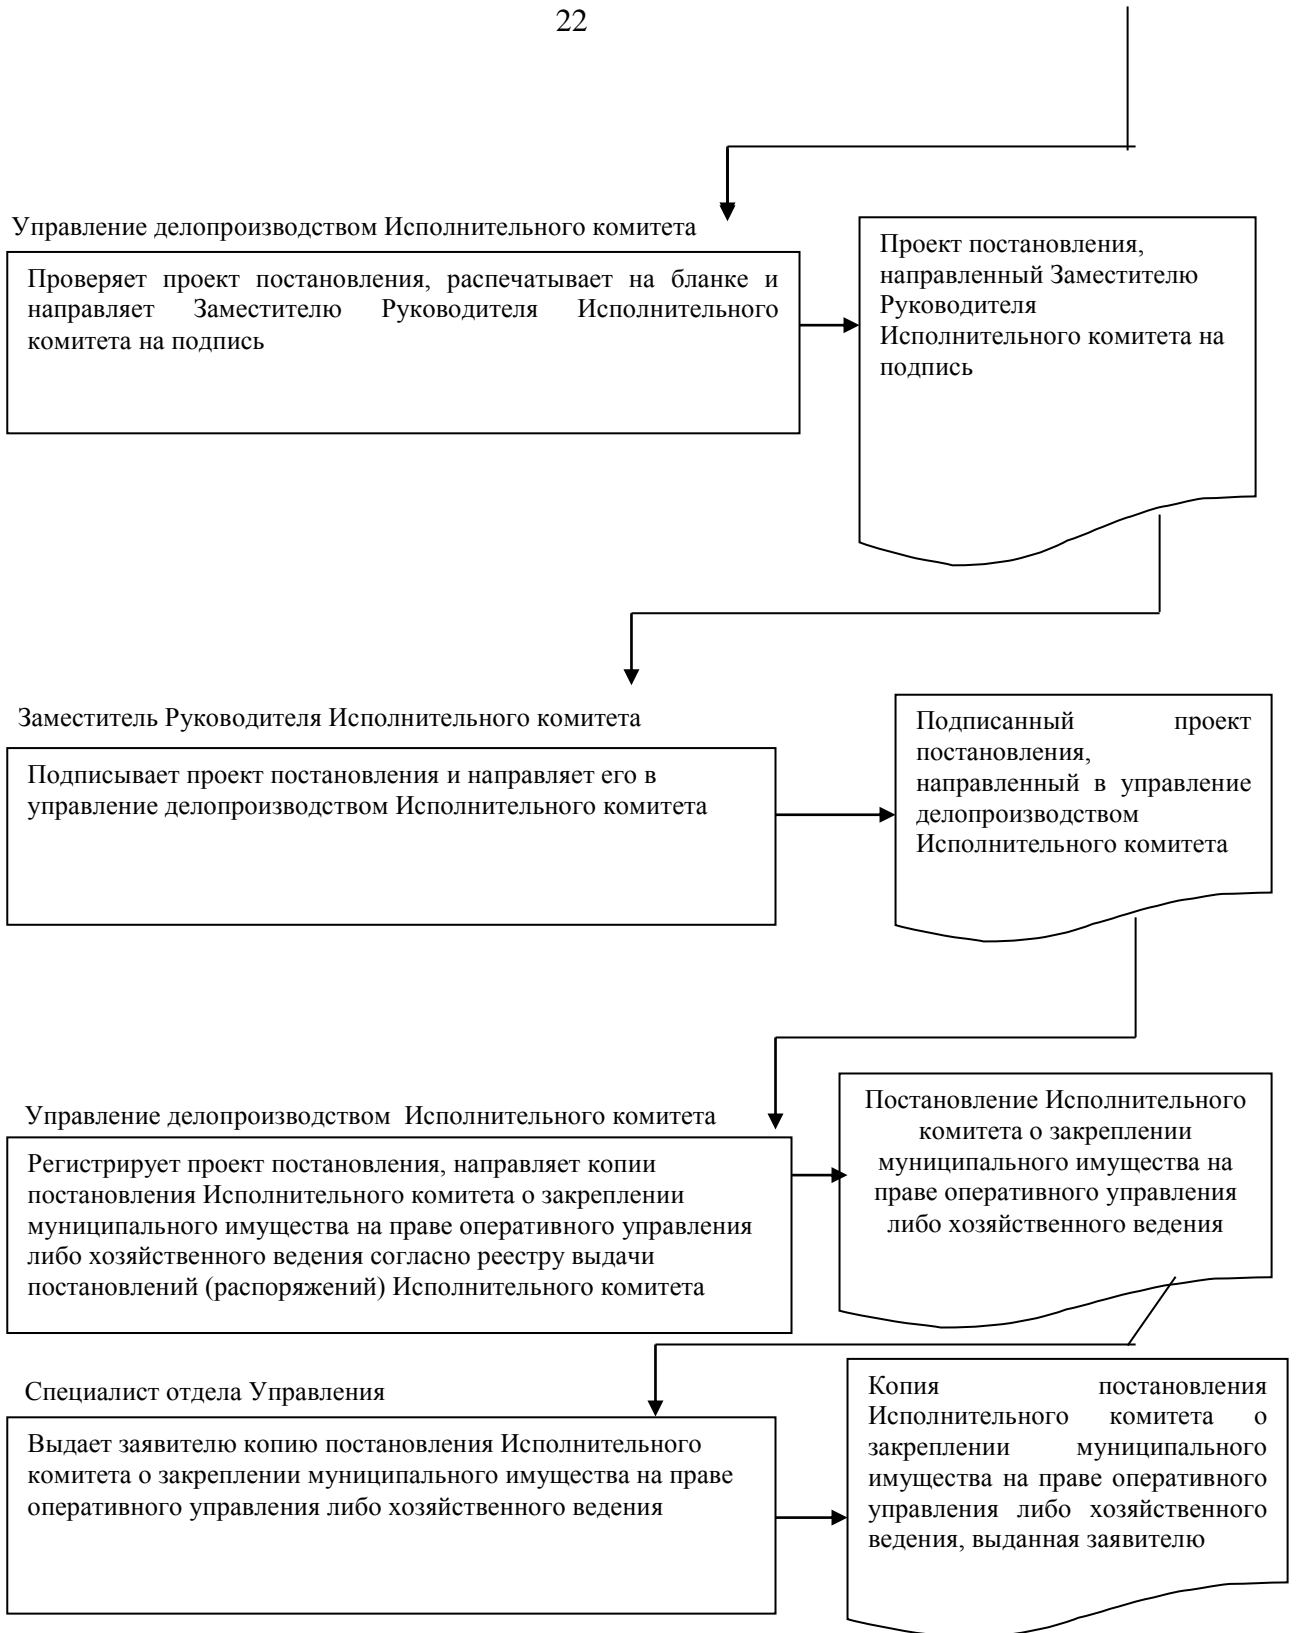 22
Управление делопроизводством Исполнительного комитета
Проверяет проект постановления, распечатывает на бланке и
направляет Заместителю Руководителя Исполнительного
комитета на подпись
Проект постановления,
направленный Заместителю
Руководителя
Исполнительного комитета на
подпись
Заместитель Руководителя Исполнительного комитета
Подписывает проект постановления и направляет его в
управление делопроизводством Исполнительного комитета
Подписанный проект
постановления,
направленный в управление
делопроизводством
Исполнительного комитета
Управление делопроизводством Исполнительного комитета
Регистрирует проект постановления, направляет копии
постановления Исполнительного комитета о закреплении
муниципального имущества на праве оперативного управления
либо хозяйственного ведения согласно реестру выдачи
постановлений (распоряжений) Исполнительного комитета
Постановление Исполнительного
комитета о закреплении
муниципального имущества на
праве оперативного управления
либо хозяйственного ведения
Специалист отдела Управления
Выдает заявителю копию постановления Исполнительного
комитета о закреплении муниципального имущества на праве
оперативного управления либо хозяйственного ведения
Копия постановления
Исполнительного комитета о
закреплении муниципального
имущества на праве оперативного
управления либо хозяйственного
ведения, выданная заявителю